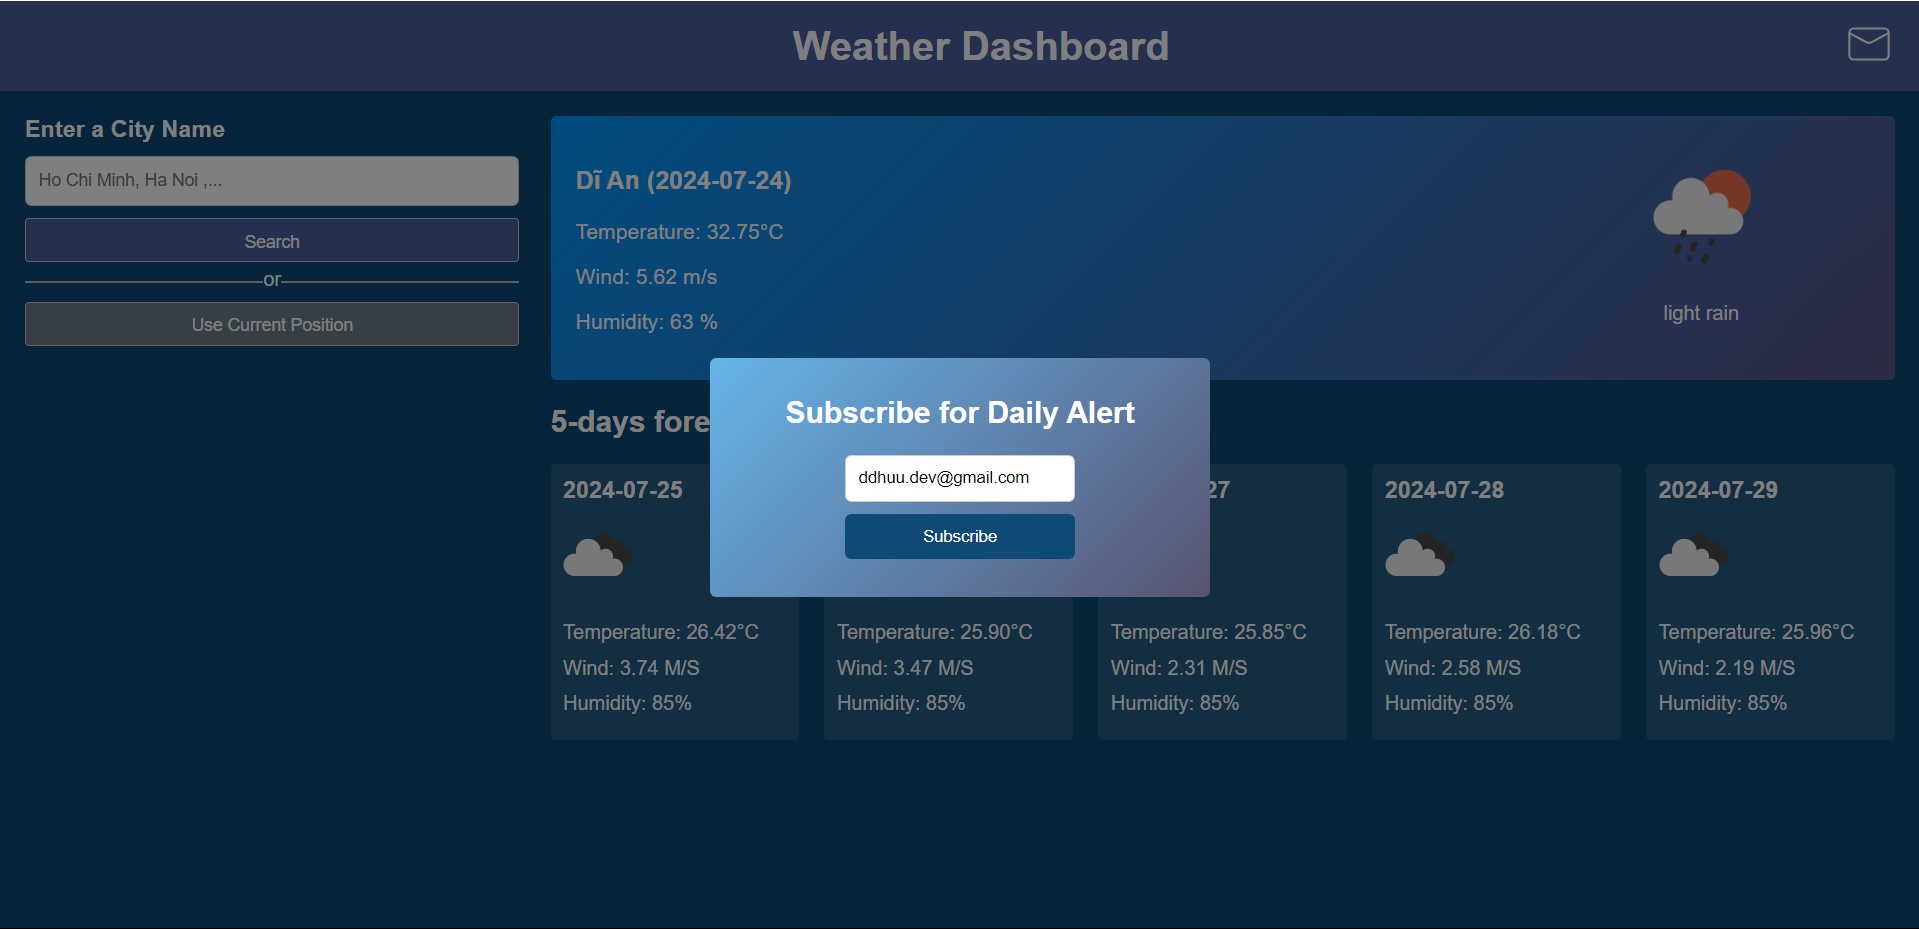 Weather Dashboard
Enter a City Name
Ho Chi Minh, Ha Noi ,...
Search
or
Use Current Position
Dĩ An (2024-07-24)
Temperature: 32.75°C
Wind: 5.62 m/s
Humidity: 63 %
light rain
Subscribe for Daily Alert
ddhuu.dev@gmail.com
Subscribe
5-days fore
2024-07-25
Temperature: 26.42°C
Wind: 3.74 M/S
Humidity: 85%
Temperature: 25.90°C
Wind: 3.47 M/S
Humidity: 85%
27
Temperature: 25.85°C
Wind: 2.31 M/S
Humidity: 85%
2024-07-28
Temperature: 26.18°C
Wind: 2.58 M/S
Humidity: 85%
2024-07-29
Temperature: 25.96°C
Wind: 2.19 M/S
Humidity: 85%